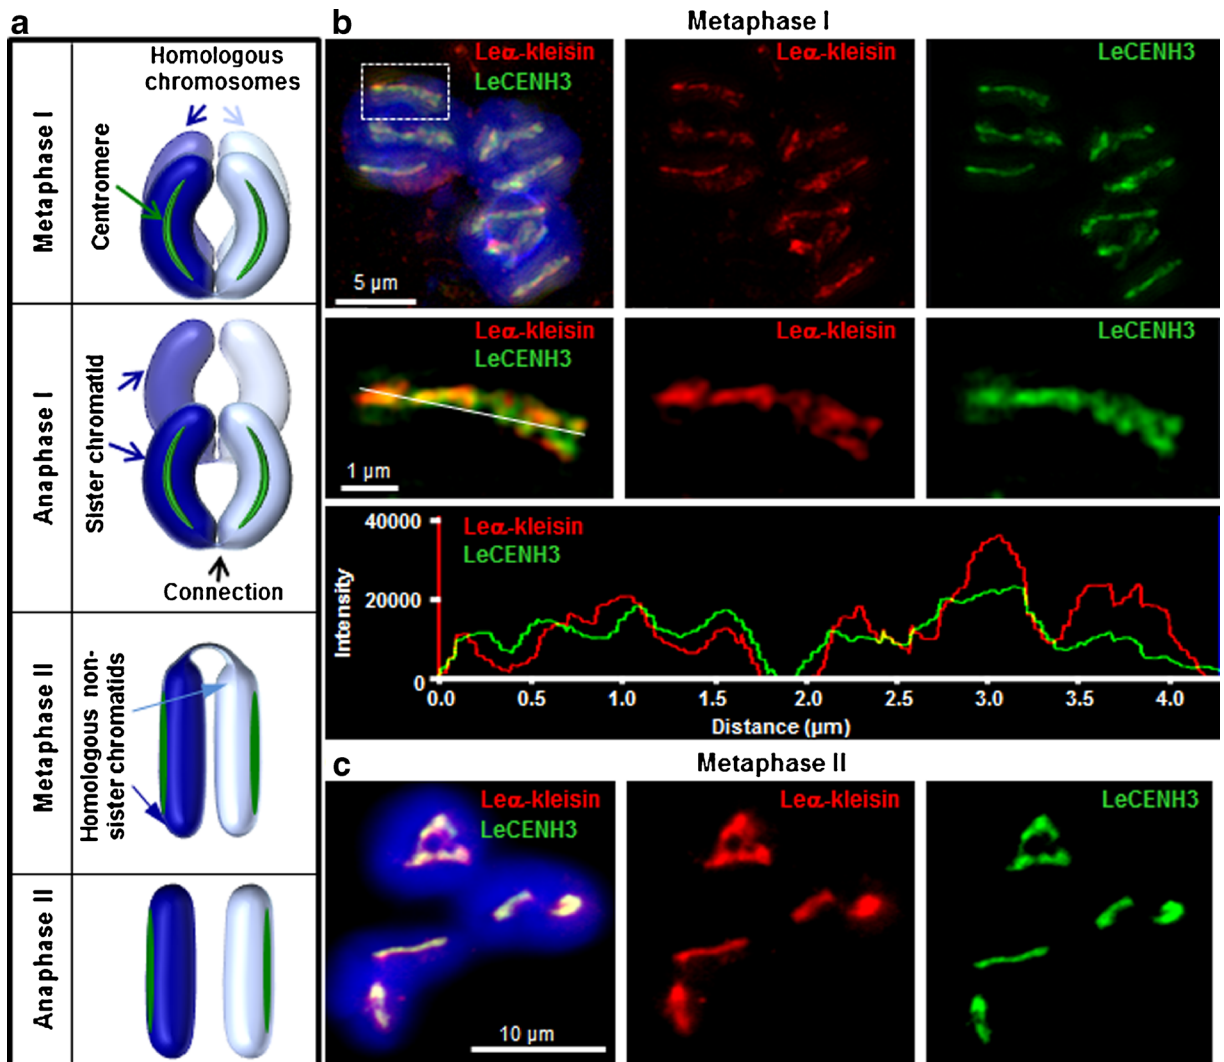 a
Metaphase I
Homologous
chromosomes
Centromere
Anaphase I
Sister chromatid
Connection
Metaphase II
Homologous non-
sister chromatids
Anaphase II
b
Metaphase I
Leα-kleisin
LeCENH3
5 µm
Leα-kleisin
LeCENH3
Leα-kleisin
LeCENH3
1 µm
Leα-kleisin
LeCENH3
Leα-kleisin
LeCENH3
Intensity
40000
20000
0
0.0 0.5 1.0 1.5 2.0 2.5 3.0 3.5 4.0
Distance (µm)
c
Metaphase II
Leα-kleisin
LeCENH3
10 µm
Leα-kleisin
LeCENH3